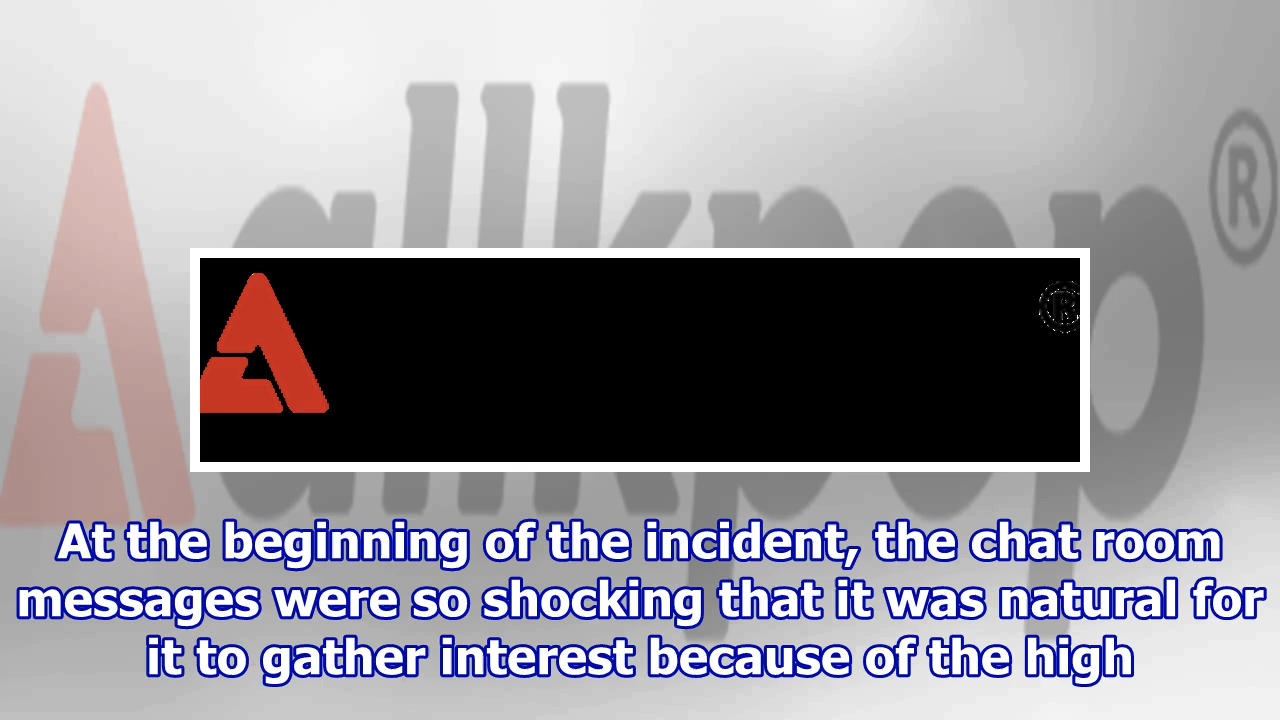 allkpop®
®
At the beginning of the incident, the chat room
messages were so shocking that it was natural for
it to gather interest because of the high